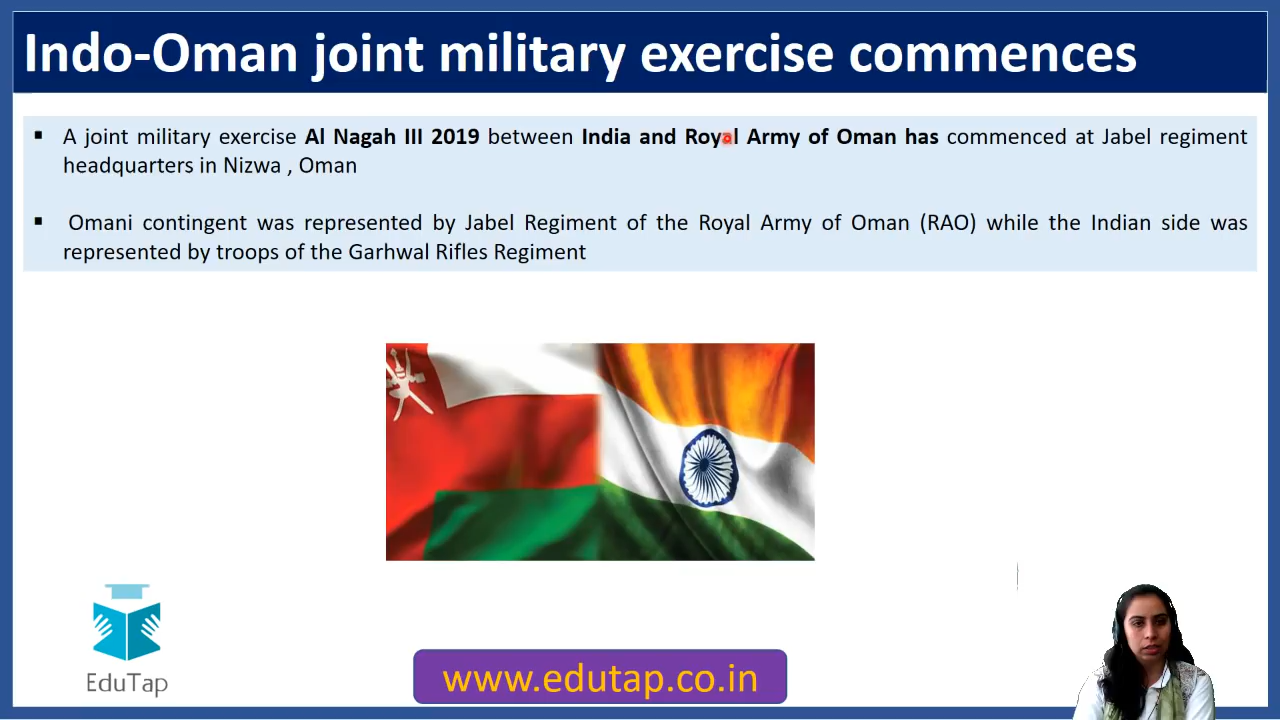 Indo-Oman joint military exercise commences
▪ A joint military exercise Al Nagah III 2019 between India and Royal Army of Oman has commenced at Jabel regiment
headquarters in Nizwa , Oman
▪ Omani contingent was represented by Jabel Regiment of the Royal Army of Oman (RAO) while the Indian side was
represented by troops of the Garhwal Rifles Regiment
EduTap
www.edutap.co.in